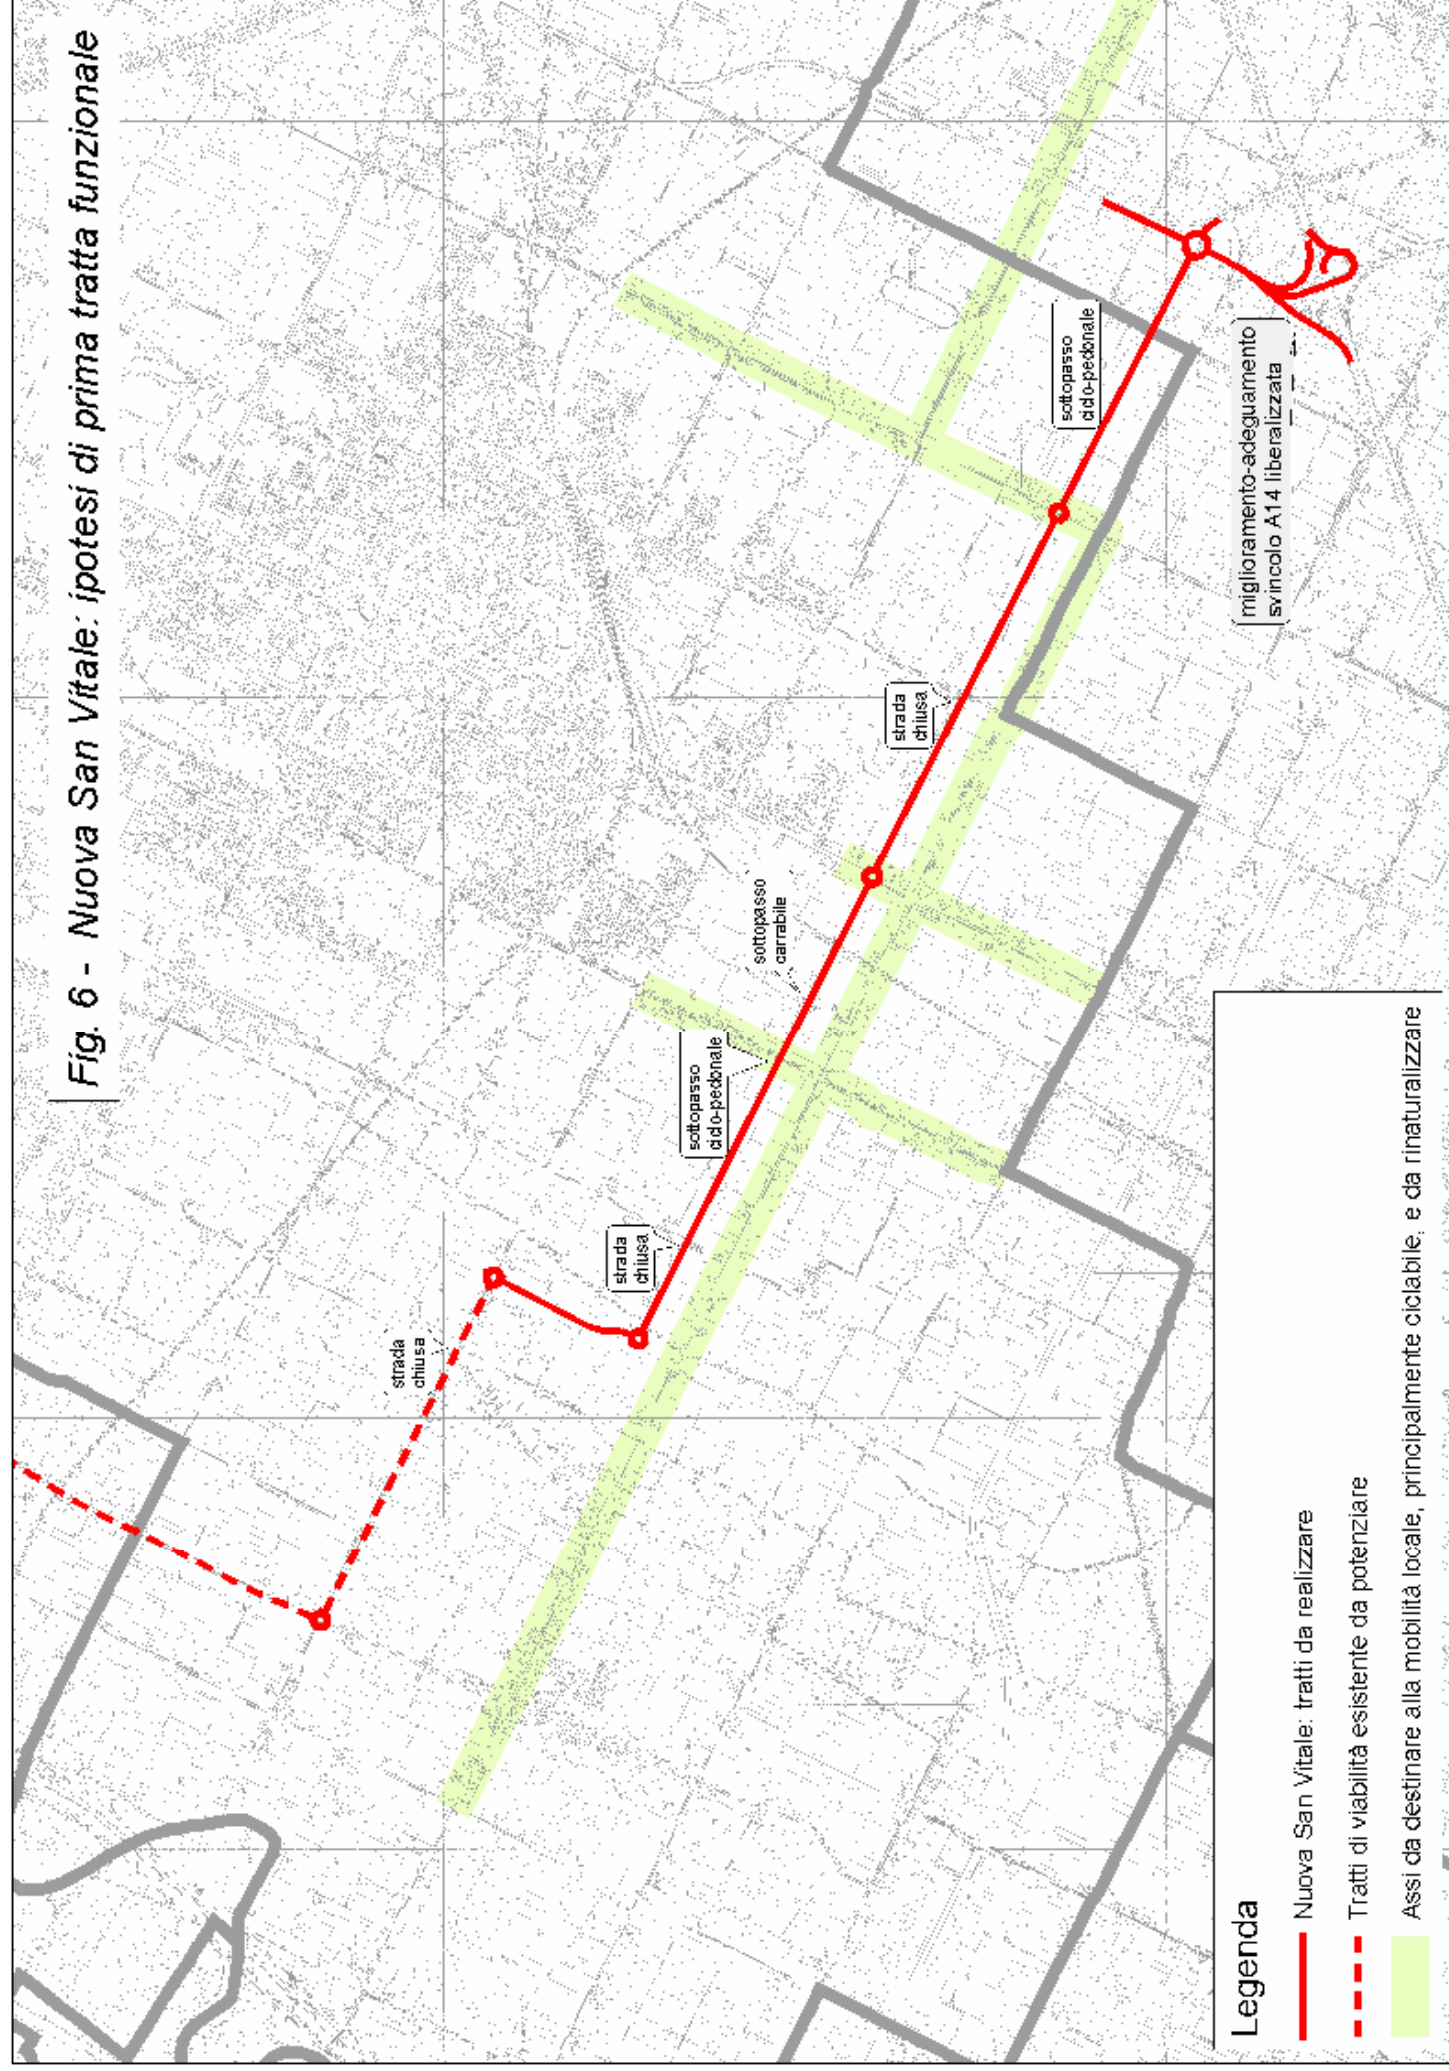 Fig. 6 - Nuova San Vitale: ipotesi di prima tratta funzionale
strada
chiusa
strada
chiusa
sottopasso
ciclo-pedonale
sottopasso
carrabile
strada
chiusa
sottopasso
ciclo-pedonale
miglioramento-adeguamento
svincolo A14 liberalizzata
Legenda
Nuova San Vitale: tratti da realizzare
Tratti di viabilità esistente da potenziare
Assi da destinare alla mobilità locale, principalmente ciclabile, e da rinaturalizzare